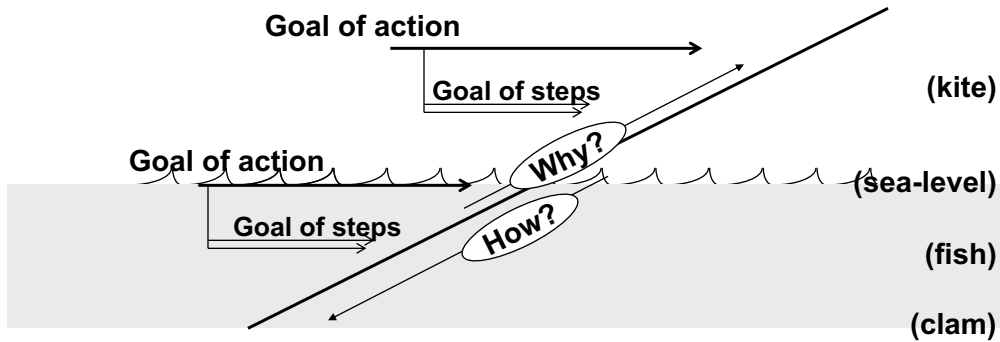 Goal of action
Goal of steps
(kite)
Why?
Goal of action
(sea-level)
How?
Goal of steps
(fish)
(clam)